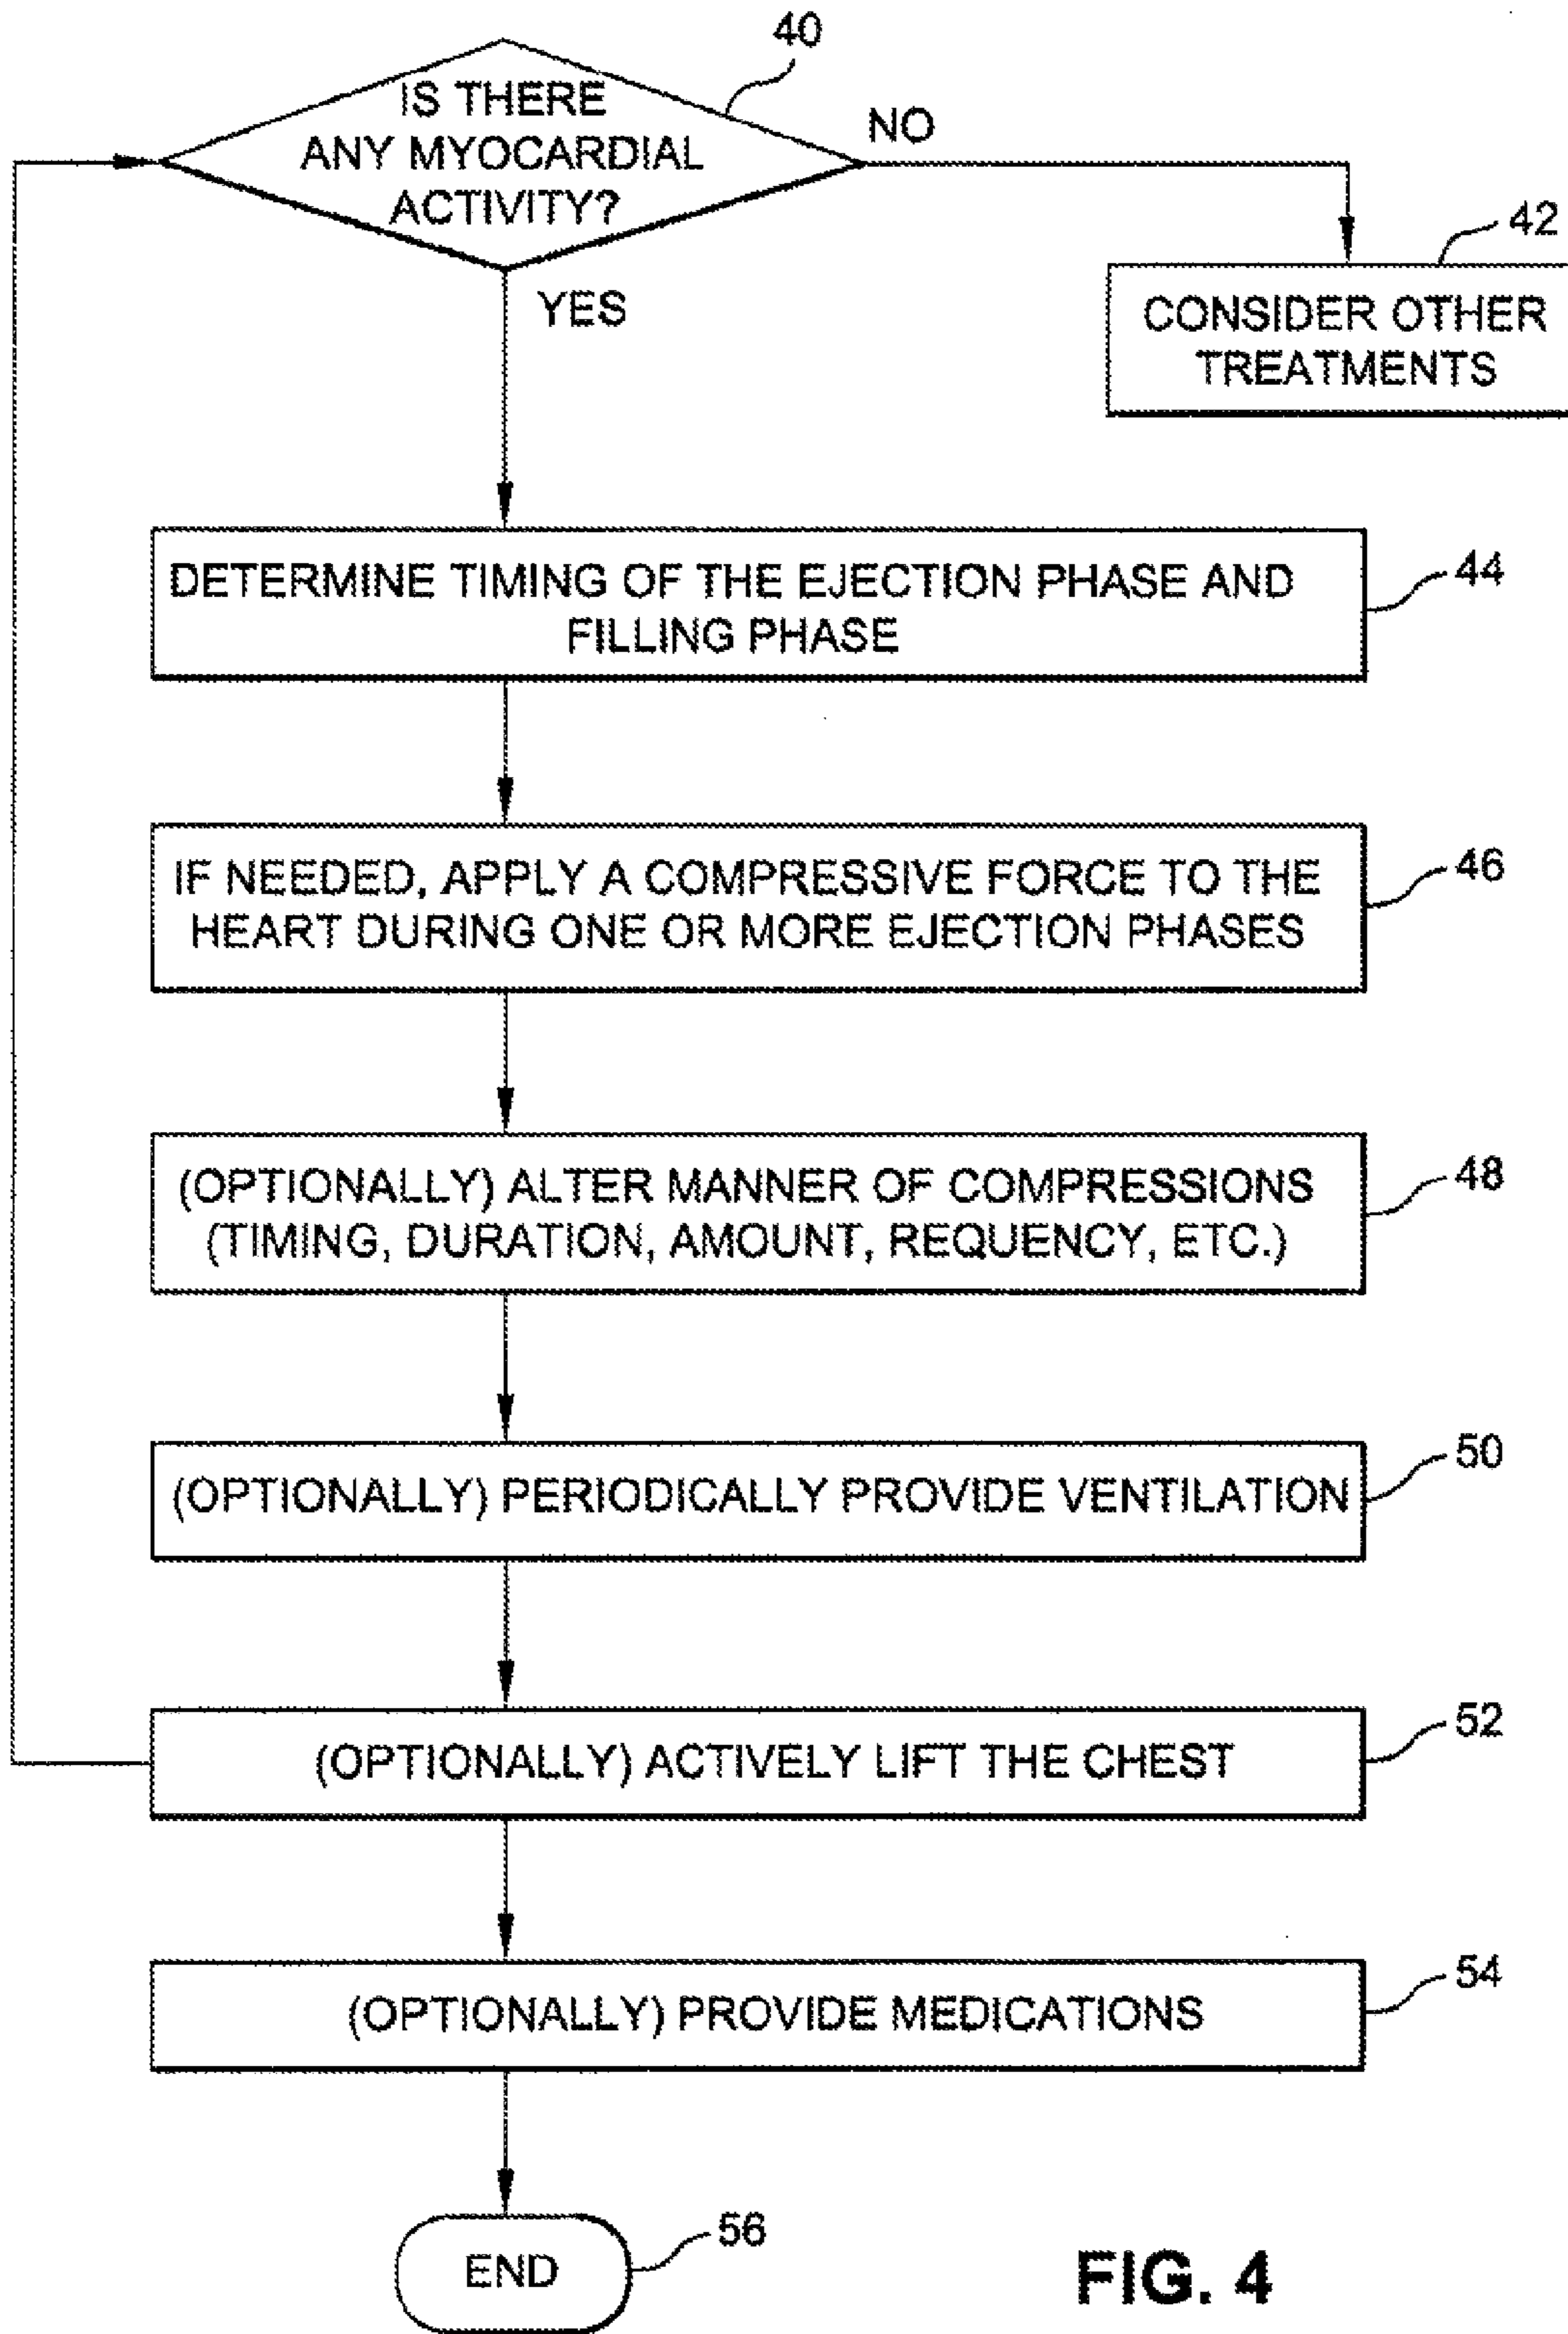 40
IS THERE
ANY MYOCARDIAL
ACTIVITY?
NO
YES
42
CONSIDER OTHER
TREATMENTS
44
DETERMINE TIMING OF THE EJECTION PHASE AND
FILLING PHASE
46
IF NEEDED, APPLY A COMPRESSIVE FORCE TO THE
HEART DURING ONE OR MORE EJECTION PHASES
48
(OPTIONALLY) ALTER MANNER OF COMPRESSIONS
(TIMING, DURATION, AMOUNT, REQUENCY, ETC.)
50
(OPTIONALLY) PERIODICALLY PROVIDE VENTILATION
52
(OPTIONALLY) ACTIVELY LIFT THE CHEST
54
(OPTIONALLY) PROVIDE MEDICATIONS
56
END
FIG. 4